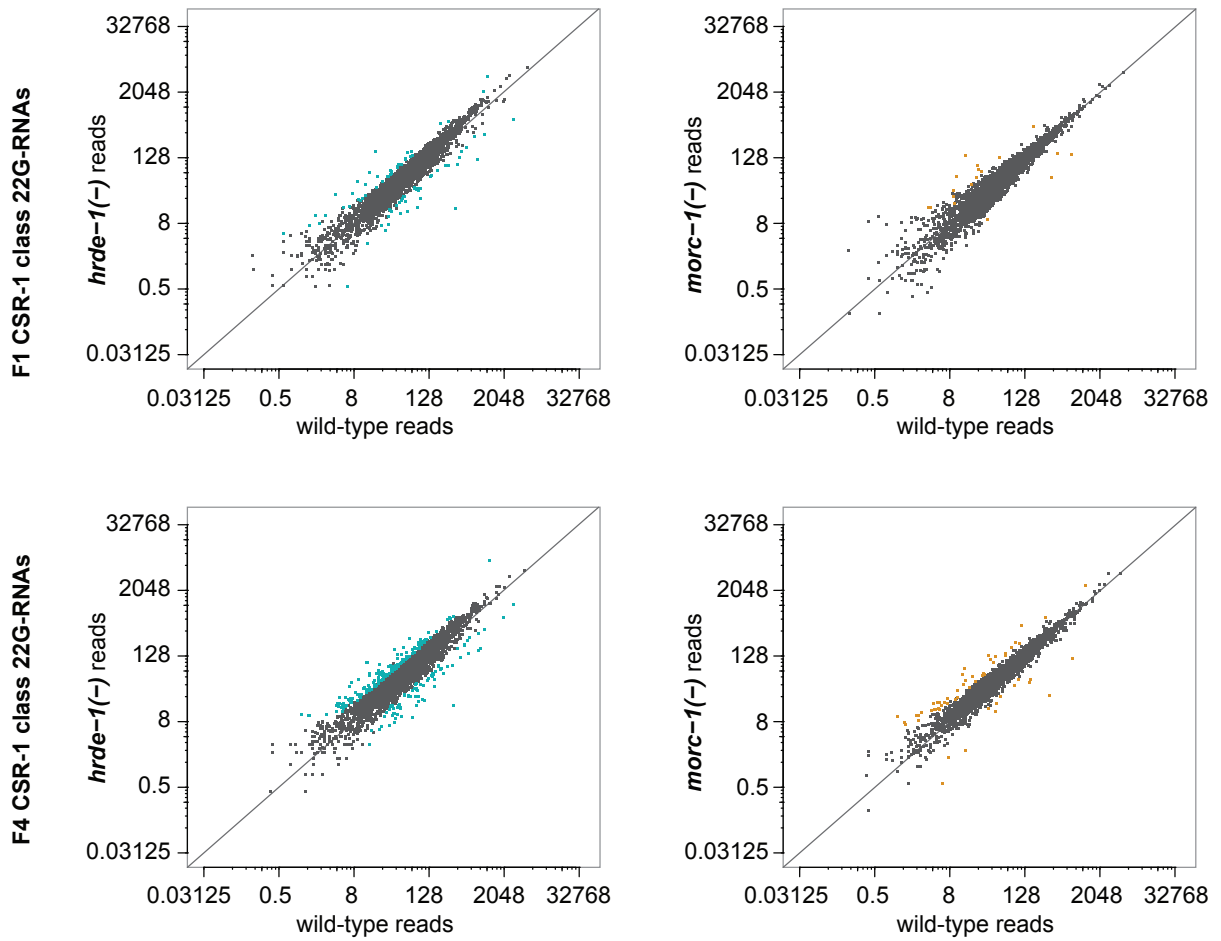 F1 CSR-1 class 22G-RNAs
hrde−1(−) reads
32768
2048
128
8
0.5
0.03125
0.03125 0.5 8 128 2048 32768
wild-type reads
morc−1(−) reads
32768
2048
128
8
0.5
0.03125
0.03125 0.5 8 128 2048 32768
wild-type reads
F4 CSR-1 class 22G-RNAs
hrde−1(−) reads
32768
2048
128
8
0.5
0.03125
0.03125 0.5 8 128 2048 32768
wild-type reads
morc−1(−) reads
32768
2048
128
8
0.5
0.03125
0.03125 0.5 8 128 2048 32768
wild-type reads